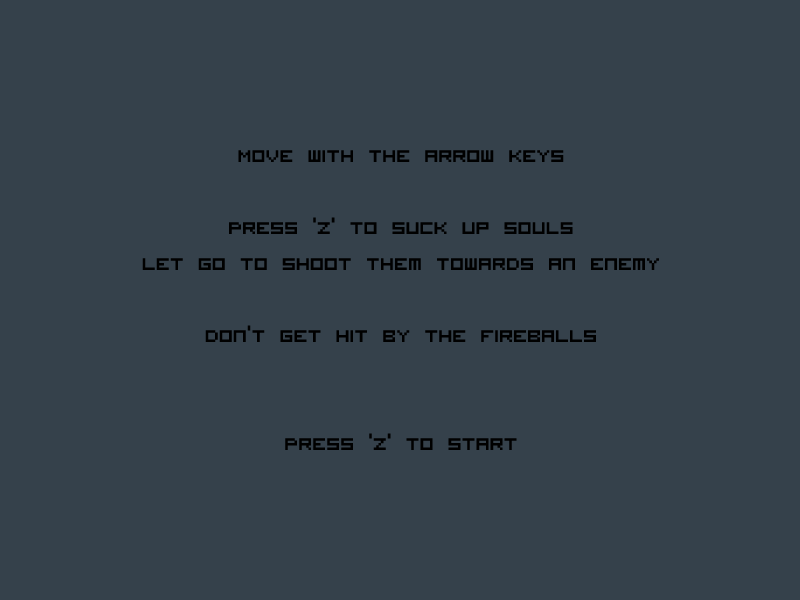 MOVE WITH THE ARROW KEYS
PRESS 'Z' TO SUCK UP SOULS
LET GO TO SHOOT THEM TOWARDS AN ENEMY
DON'T GET HIT BY THE FIREBALLS
PRESS 'Z' TO START